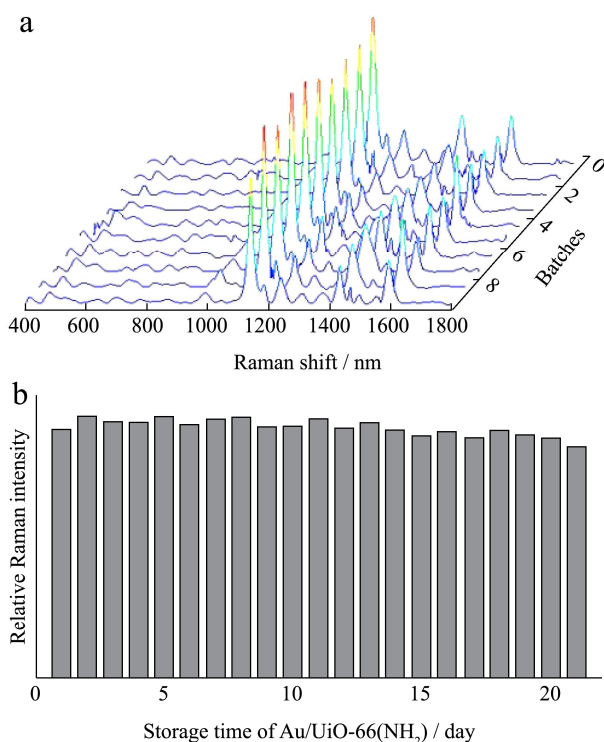 a
0
2
4
6
8
Batches
400 600 800 1000 1200 1400 1600 1800
Raman shift / nm
b
Relative Raman intensity
0 5 10 15 20
Storage time of Au/UiO-66(NH₂) / day